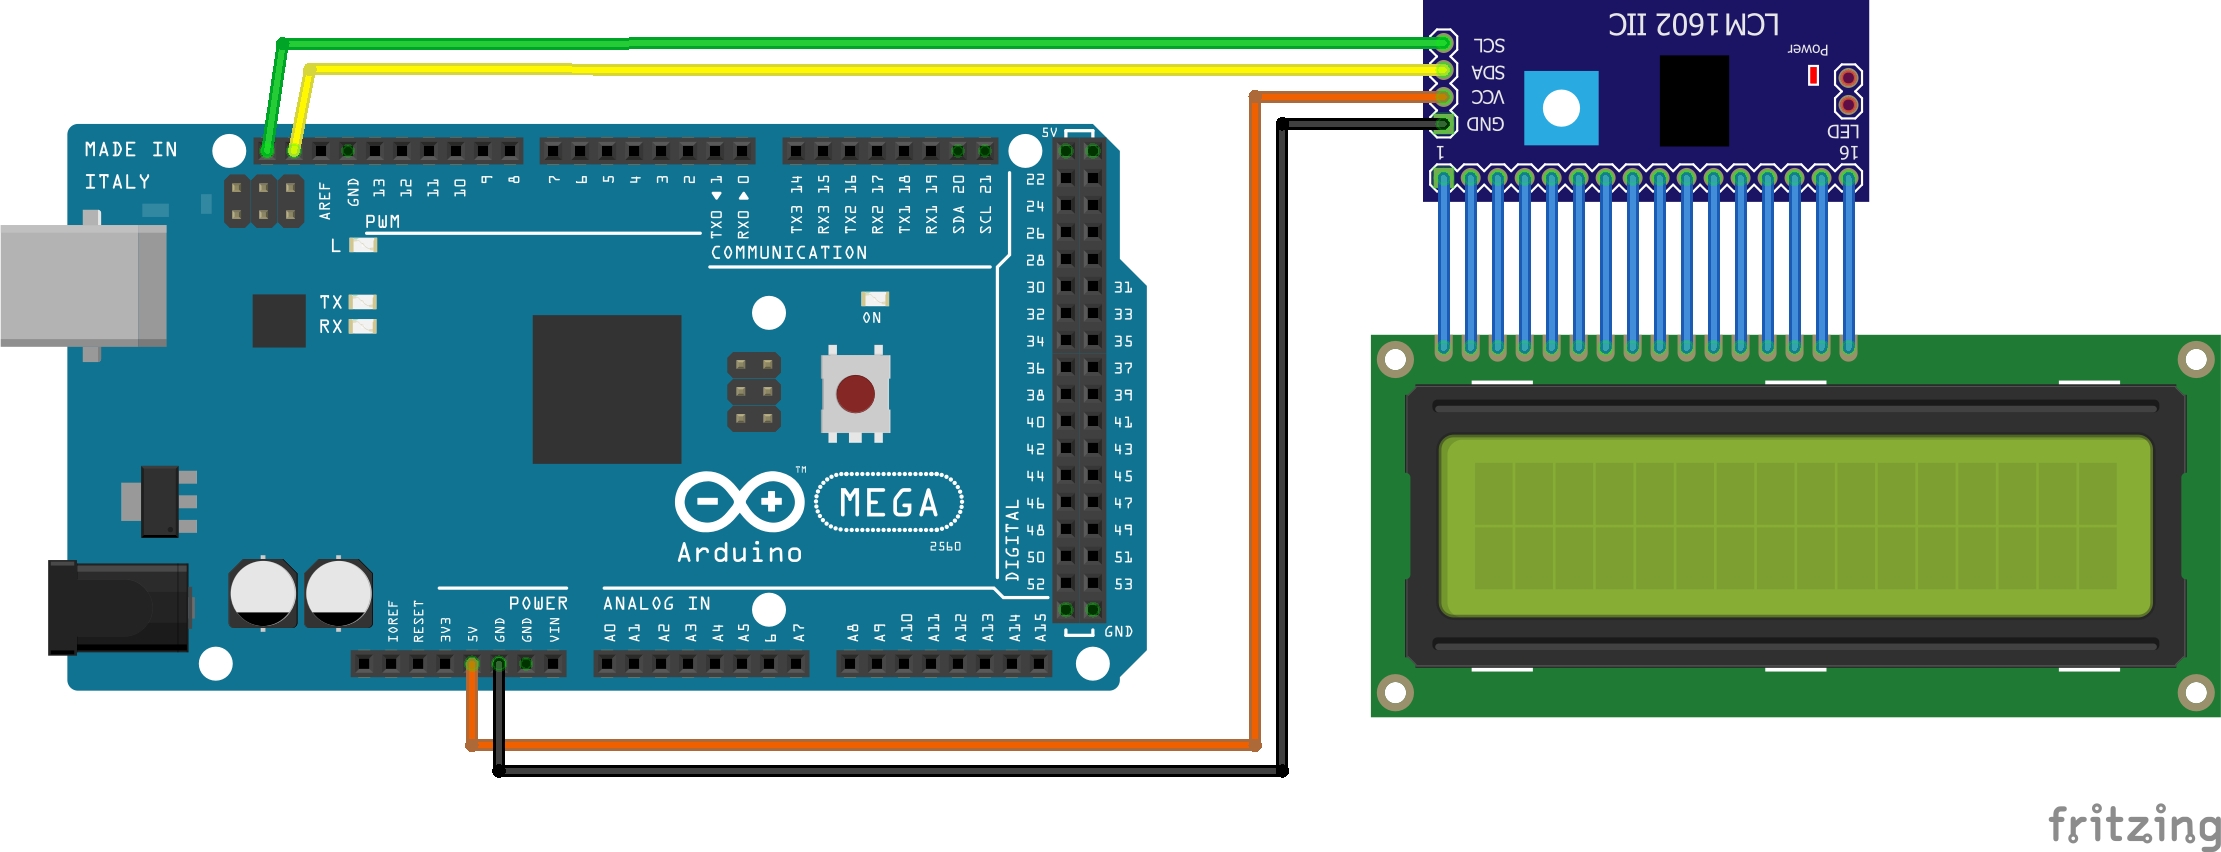 LCM1602 IIC
SCL
SDA
VCC
GND
Power
LED
1
16
MADE IN
ITALY
AREF
GND
13
12
11
10
9
8
7
6
5
4
3
2
TX0 1
RX0 0
TX3 14
RX3 15
TX2 16
RX2 17
TX1 18
RX1 19
SDA 20
SCL 21
5V
PWM
L
COMMUNICATION
TX
RX
ON
22
24
26
28
30 31
32 33
34 35
36 37
38 39
40 41
42 43
44 45
46 47
48 49
50 51
52 53
DIGITAL
GND
MEGA
TM
2560
Arduino
POWER
ANALOG IN
IOREF
RESET
3V3
5V
GND
GND
VIN
A0
A1
A2
A3
A4
A5
6
A7
A8
A9
A10
A11
A12
A13
A14
A15
fritzing